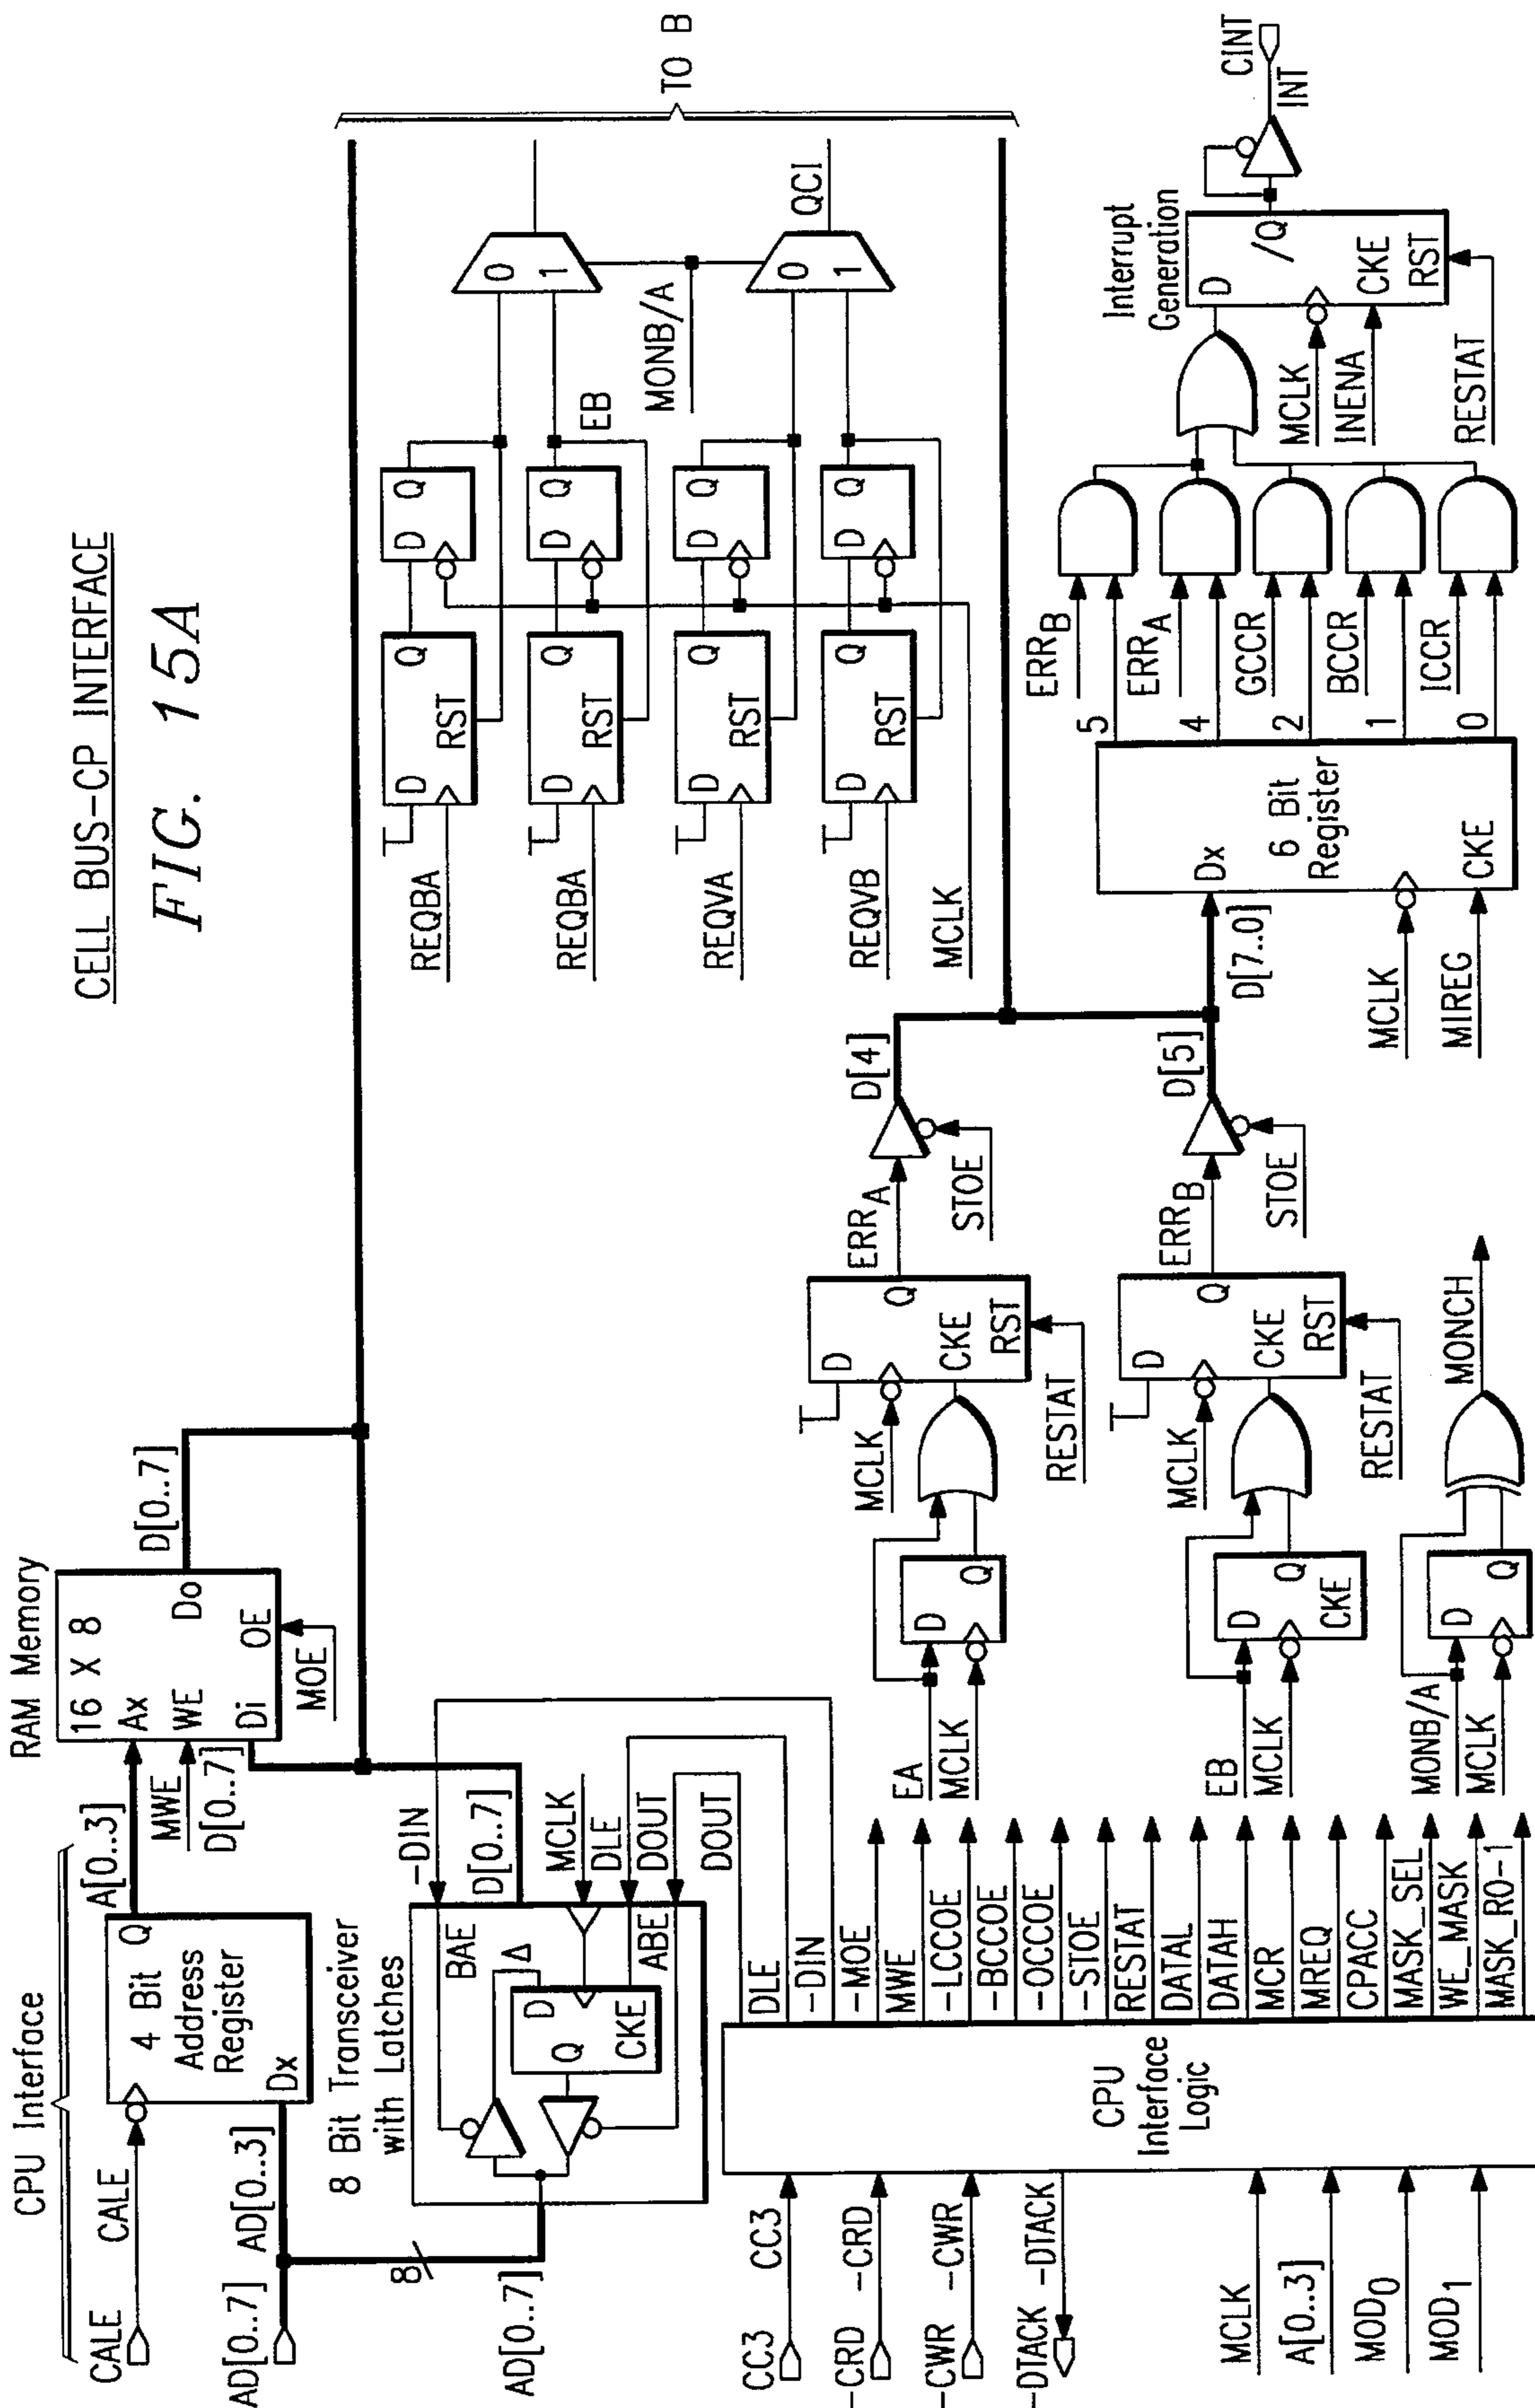 CELL BUS-CP INTERFACE
FIG. 15A
CPU Interface
CALE
CALE
AD[0..7]
AD[0..3]
4 Bit
Address
Register
Dx
Q
A[0..3]
RAM Memory
16 X 8
Ax
WE
Di
Do
OE
MWE
D[0..7]
MOE
D[0..7]
8
AD[0..7]
8 Bit Transceiver
with Latches
BAE
Δ
D
Q
CKE
ABE
-DIN
D[0..7]
MCLK
DLE
DOUT
DOUT
CC3
CC3
-CRD
-CRD
-CWR
-CWR
-DTACK
-DTACK
MCLK
A[0..3]
MOD0
MOD1
CPU
Interface
Logic
DLE
-DIN
-MOE
MWE
-LCCOE
-BCCOE
-OCCOE
-STOE
RESTAT
DATAL
DATAH
MCR
MREQ
CPACC
MASK_SEL
WE_MASK
MASK_R0-1
EA
MCLK
D
Q
MCLK
D
Q
CKE
RST
RESTAT
ERRA
STOE
D[4]
EB
MCLK
D
Q
CKE
MCLK
D
Q
CKE
RST
RESTAT
ERRB
STOE
D[5]
MONB/A
MCLK
D
Q
MONCH
REQBA
D
Q
RST
D
Q
REQBA
D
Q
RST
D
Q
EB
REQVA
D
Q
RST
D
Q
REQVB
D
Q
RST
D
Q
MCLK
0
1
MONB/A
0
1
QCI
TO B
D[7..0]
Dx
6 Bit
Register
CKE
MCLK
MIREG
5
4
2
1
0
ERRB
ERRA
GCCR
BCCR
ICCR
Interrupt
Generation
D
/Q
CKE
RST
MCLK
INENA
RESTAT
INT
CINT